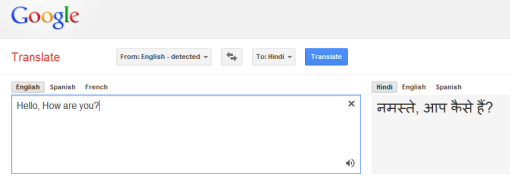 Google
Translate From: English - detected To: Hindi Translate
English Spanish French Hindi English Spanish
Hello, How are you? नमस्ते, आप कैसे हैं?